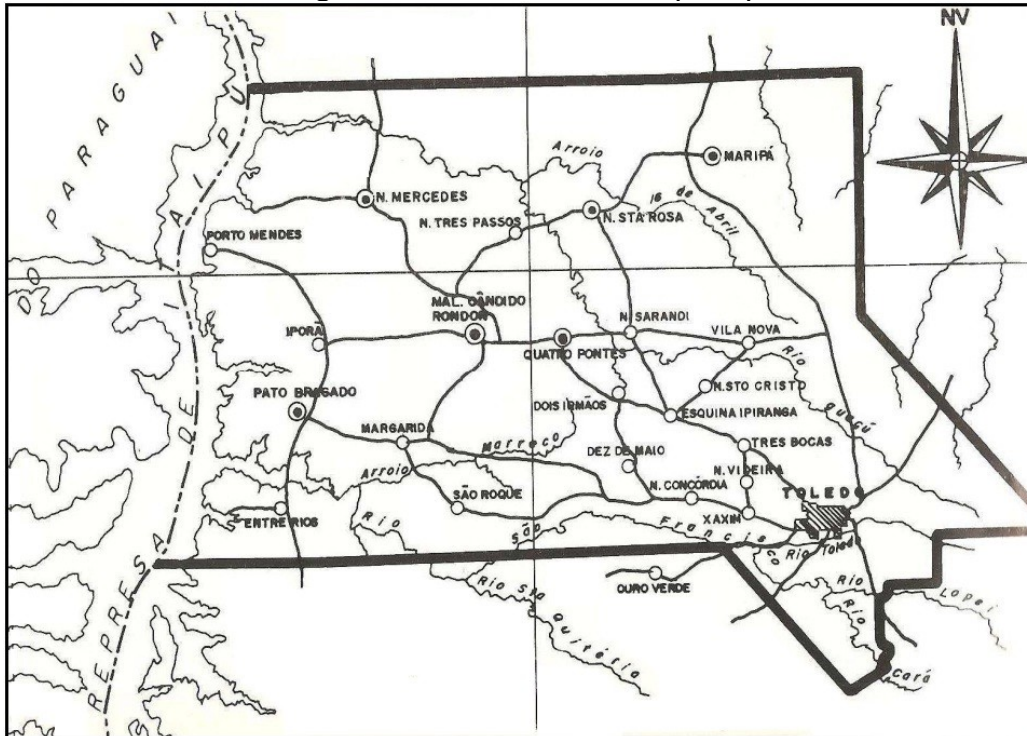 NV
DO PARAGUAI
REPRESA DE ITAIPU
Arroio
MARIPÁ
16 de Abril
N. MERCEDES
N. TRES PASSOS
N. STA ROSA
PORTO MENDES
MAL. CÂNDIDO
RONDON
N. SARANDI
VILA NOVA
IPORÃ
QUATRO PONTES
Rio
guaçú
PATO BRAGADO
DOIS IRMÃOS
N. STO CRISTO
ESQUINA IPIRANGA
MARGARIDA
Arroio
Marreco
TRES BOCAS
DEZ DE MAIO
N. VIDEIRA
N. CONCÓRDIA
TOLEDO
SÃO ROQUE
XAXIM
ENTRE RIOS
Rio
São
Francisco
Rio Toledo
OURO VERDE
Rio Sta Quitéria
Rio
Lopei
Rio
Cará